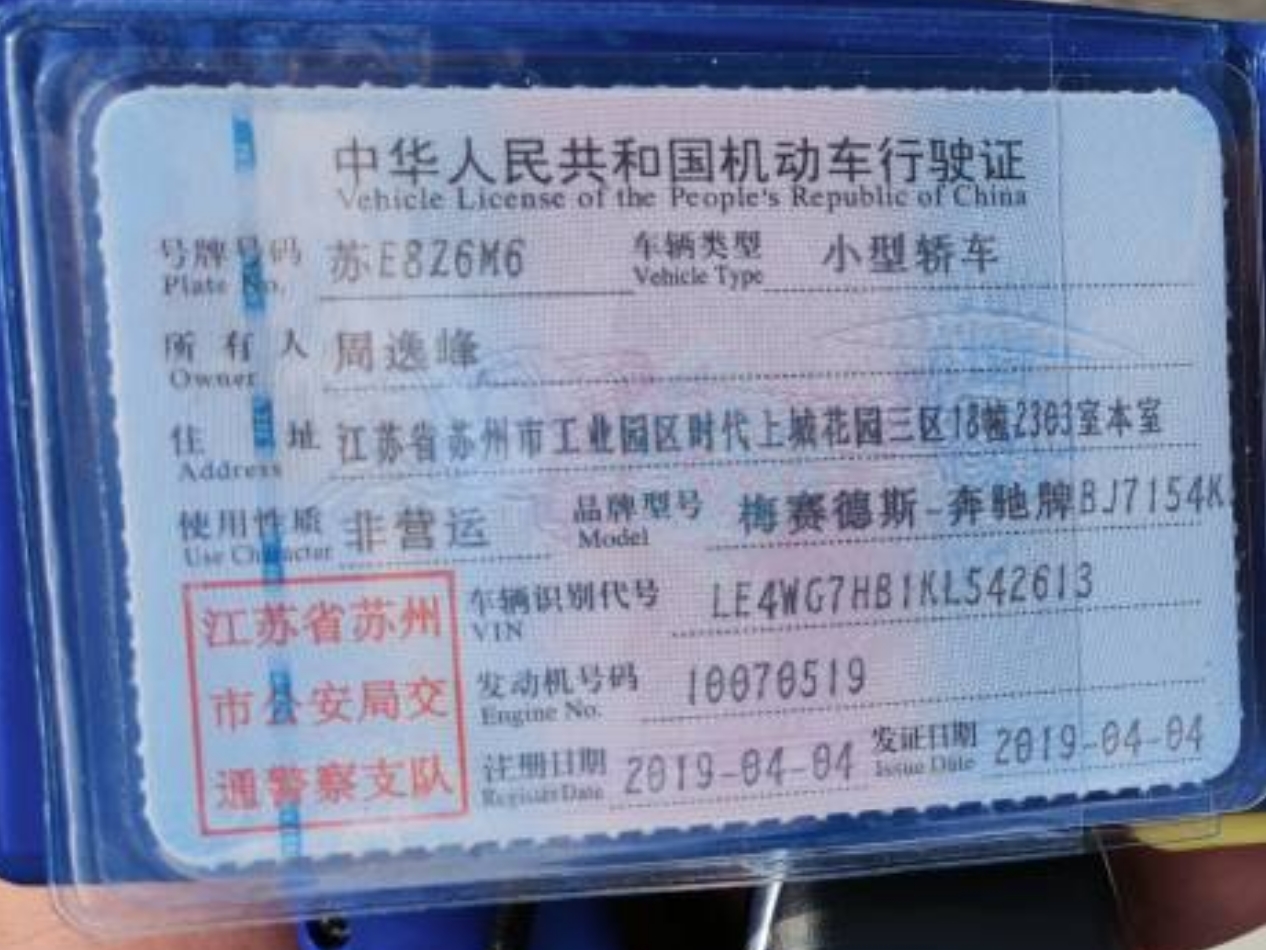 中华人民共和国机动车行驶证
Vehicle License of the People's Republic of China
号牌号码 苏E8Z6M6 车辆类型 小型轿车
Plate No. Vehicle Type
所有人 周逸峰
Owner
住址 江苏省苏州市工业园区时代上城花园三区18幢2303室本室
Address
使用性质 非营运 品牌型号 梅赛德斯-奔驰牌BJ7154K
Use Character Model
江苏省苏州
市公安局交
通警察支队
车辆识别代号 LE4WG7HB1KL542613
VIN
发动机号码 10070519
Engine No.
注册日期 2019-04-04 发证日期 2019-04-04
Register Date Issue Date